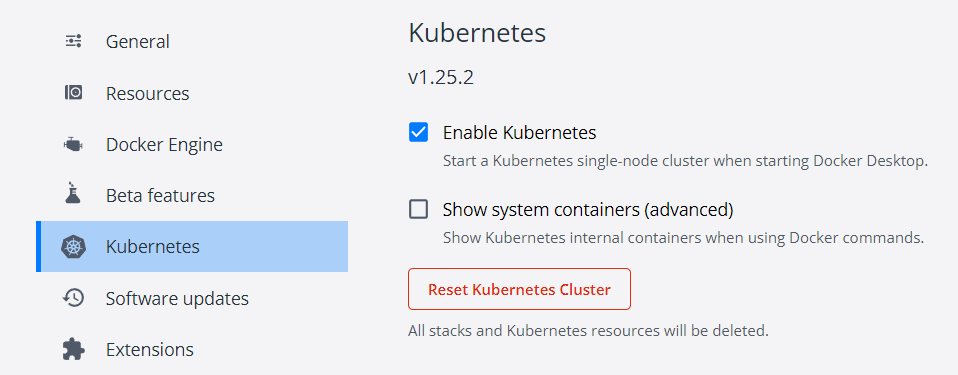 General
Resources
Docker Engine
Beta features
Kubernetes
Software updates
Extensions
Kubernetes
v1.25.2
Enable Kubernetes
Start a Kubernetes single-node cluster when starting Docker Desktop.
Show system containers (advanced)
Show Kubernetes internal containers when using Docker commands.
Reset Kubernetes Cluster
All stacks and Kubernetes resources will be deleted.